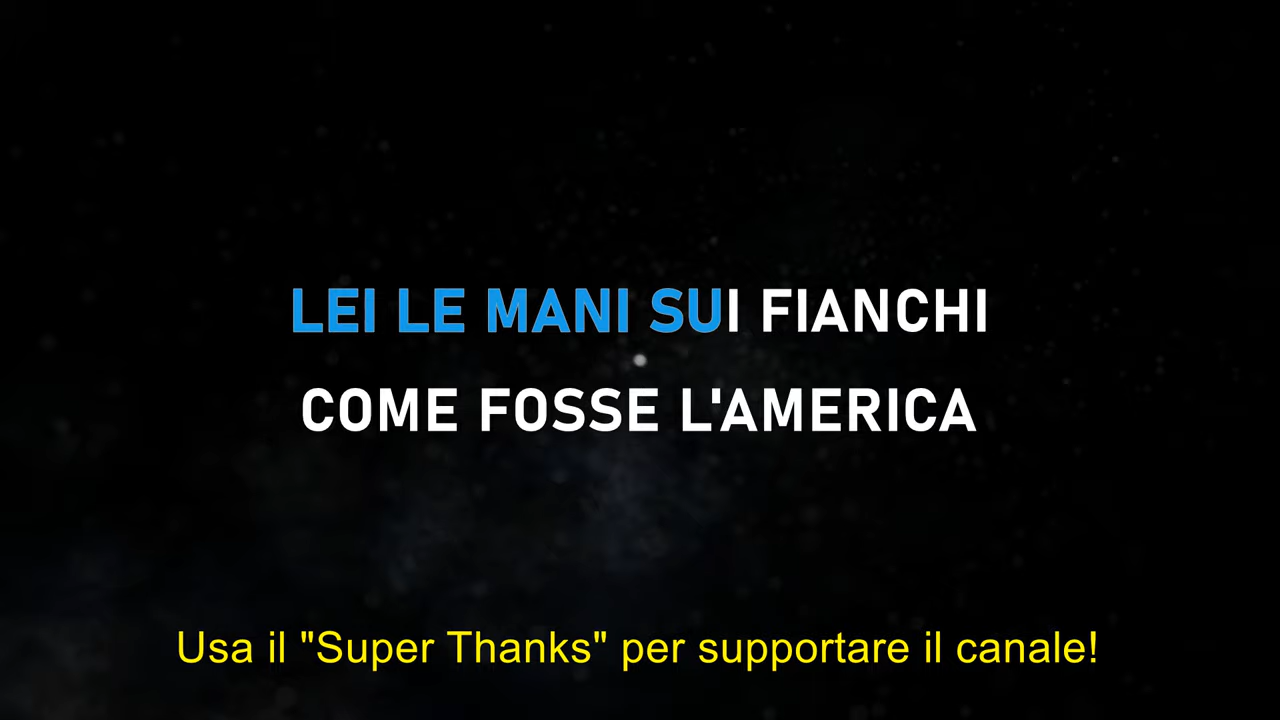 LEI LE MANI SUI FIANCHI
COME FOSSE L'AMERICA
Usa il "Super Thanks" per supportare il canale!